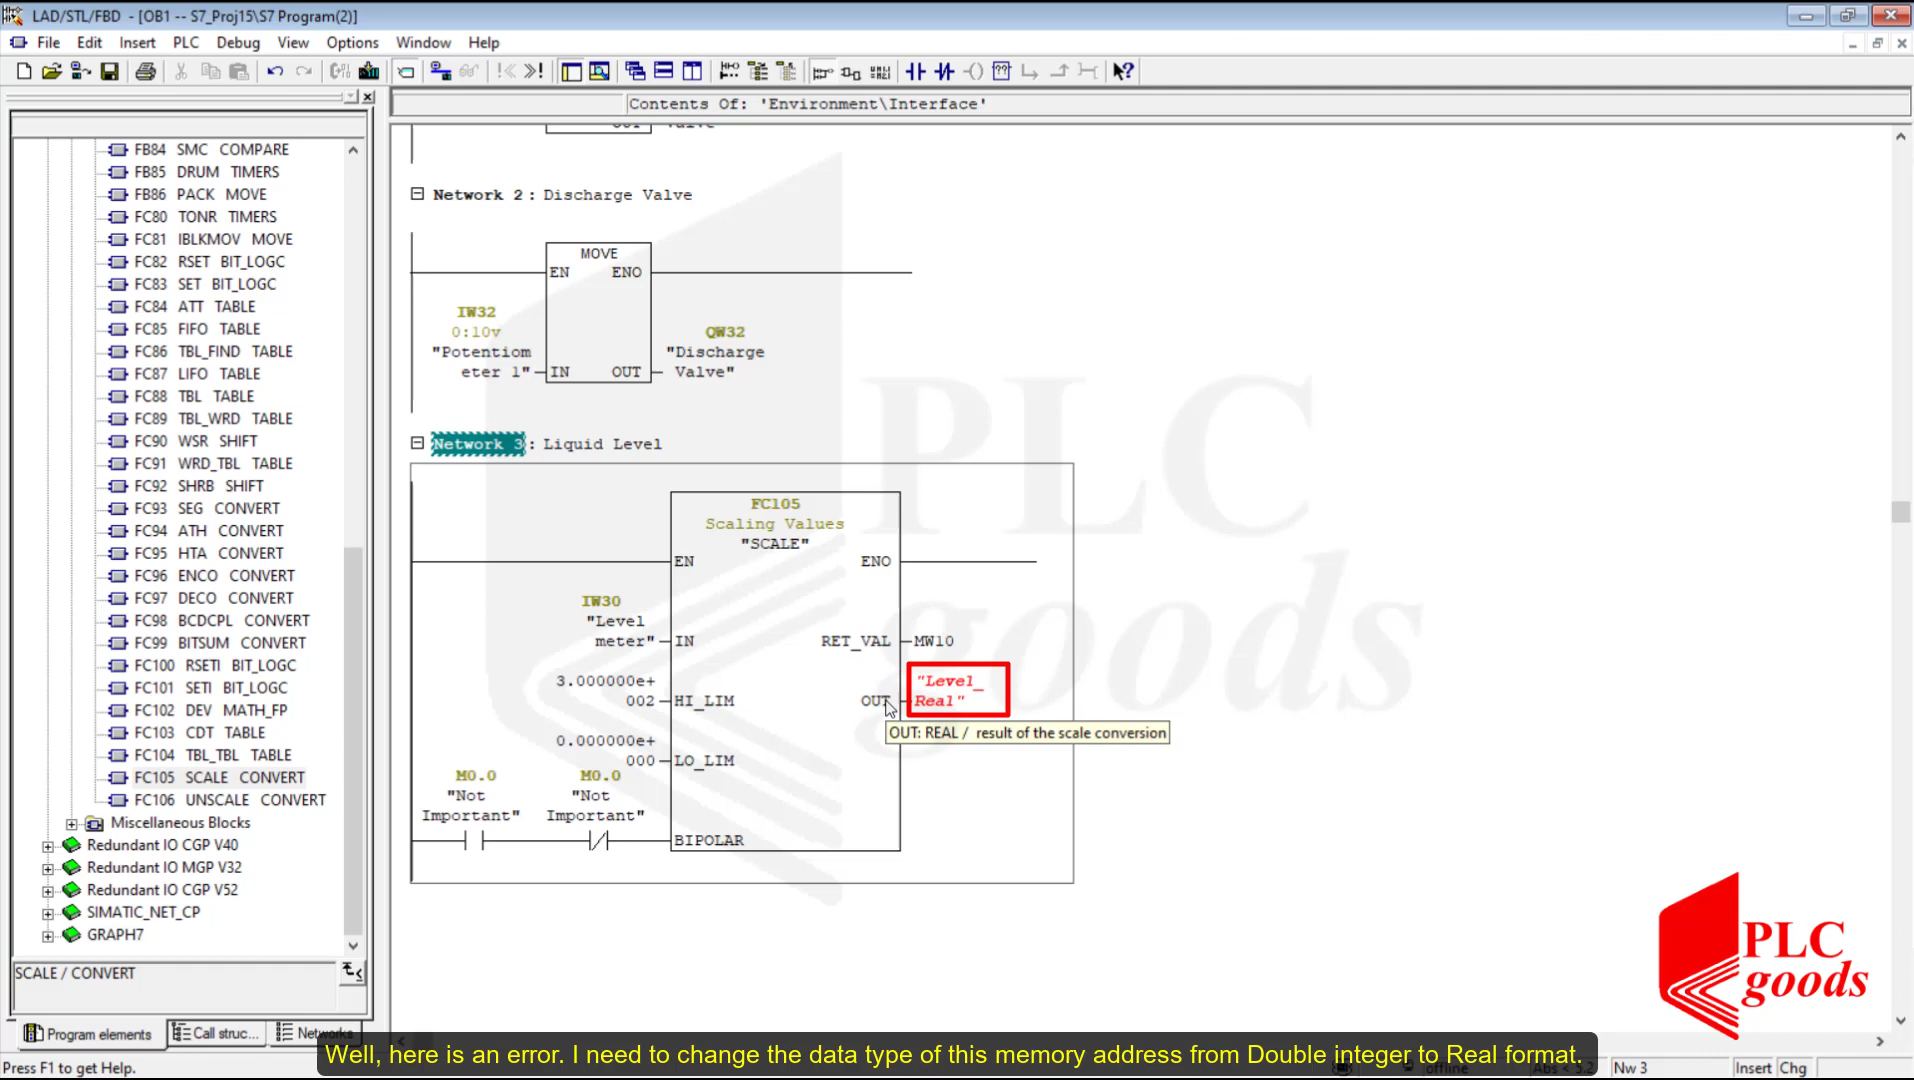 LAD/STL/FBD - [OB1 -- S7_Proj15\S7 Program(2)]
File Edit Insert PLC Debug View Options Window Help
Contents Of: 'Environment\Interface'
FB84 SMC COMPARE
FB85 DRUM TIMERS
FB86 PACK MOVE
FC80 TONR TIMERS
FC81 IBLKMOV MOVE
FC82 RSET BIT_LOGC
FC83 SET BIT_LOGC
FC84 ATT TABLE
FC85 FIFO TABLE
FC86 TBL_FIND TABLE
FC87 LIFO TABLE
FC88 TBL TABLE
FC89 TBL_WRD TABLE
FC90 WSR SHIFT
FC91 WRD_TBL TABLE
FC92 SHRB SHIFT
FC93 SEG CONVERT
FC94 ATH CONVERT
FC95 HTA CONVERT
FC96 ENCO CONVERT
FC97 DECO CONVERT
FC98 BCDCPL CONVERT
FC99 BITSUM CONVERT
FC100 RSETI BIT_LOGC
FC101 SETI BIT_LOGC
FC102 DEV MATH_FP
FC103 CDT TABLE
FC104 TBL_TBL TABLE
FC105 SCALE CONVERT
FC106 UNSCALE CONVERT
Miscellaneous Blocks
Redundant IO CGP V40
Redundant IO MGP V32
Redundant IO CGP V52
SIMATIC_NET_CP
GRAPH7
SCALE / CONVERT
Program elements Call struc... Networks
Network 2 : Discharge Valve
MOVE
EN ENO
IW32
0:10v
"Potentiom
eter 1"
IN OUT
QW32
"Discharge
Valve"
Network 3 : Liquid Level
FC105
Scaling Values
"SCALE"
EN ENO
IW30
"Level
meter"
IN RET_VAL MW10
3.000000e+
002
HI_LIM OUT
"Level_
Real"
OUT: REAL / result of the scale conversion
0.000000e+
000
LO_LIM
M0.0 M0.0
"Not "Not
Important" Important"
BIPOLAR
PLC
goods
PLC
goods
Well, here is an error. I need to change the data type of this memory address from Double integer to Real format.
Press F1 to get Help. offline Abs < 5.2 Nw 3 Insert Chg